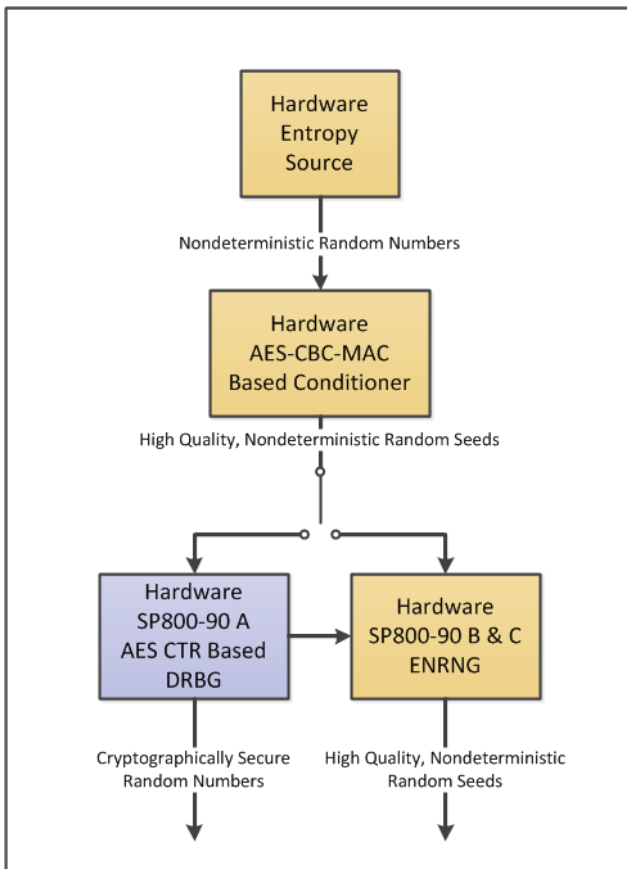 Hardware
Entropy
Source
Nondeterministic Random Numbers
Hardware
AES-CBC-MAC
Based Conditioner
High Quality, Nondeterministic Random Seeds
Hardware
SP800-90 A
AES CTR Based
DRBG
Hardware
SP800-90 B & C
ENRNG
Cryptographically Secure
Random Numbers
High Quality, Nondeterministic
Random Seeds